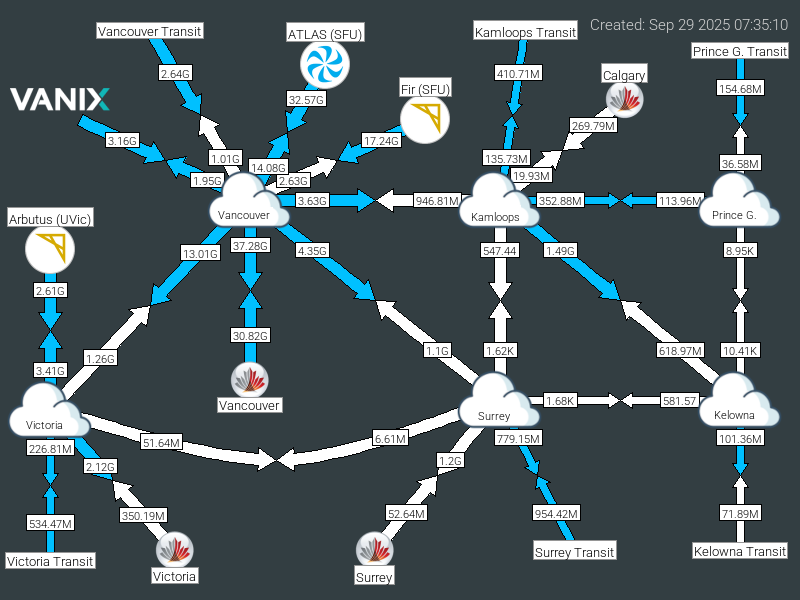 Created: Sep 29 2025 07:35:10
Vancouver Transit
ATLAS (SFU)
Kamloops Transit
Prince G. Transit
2.64G
410.71M
Calgary
154.68M
Fir (SFU)
VANIX
32.57G
269.79M
3.16G
17.24G
1.01G
135.73M
36.58M
14.08G
19.93M
1.95G
2.63G
3.63G
946.81M
352.88M
113.96M
Vancouver
Kamloops
Prince G.
Arbutus (UVic)
13.01G
37.28G
4.35G
547.44
1.49G
8.95K
2.61G
30.82G
1.26G
1.1G
1.62K
618.97M
10.41K
3.41G
Vancouver
1.68K
581.57
Victoria
Surrey
Kelowna
51.64M
6.61M
226.81M
779.15M
101.36M
2.12G
1.2G
534.47M
350.19M
52.64M
954.42M
71.89M
Victoria Transit
Victoria
Surrey
Surrey Transit
Kelowna Transit